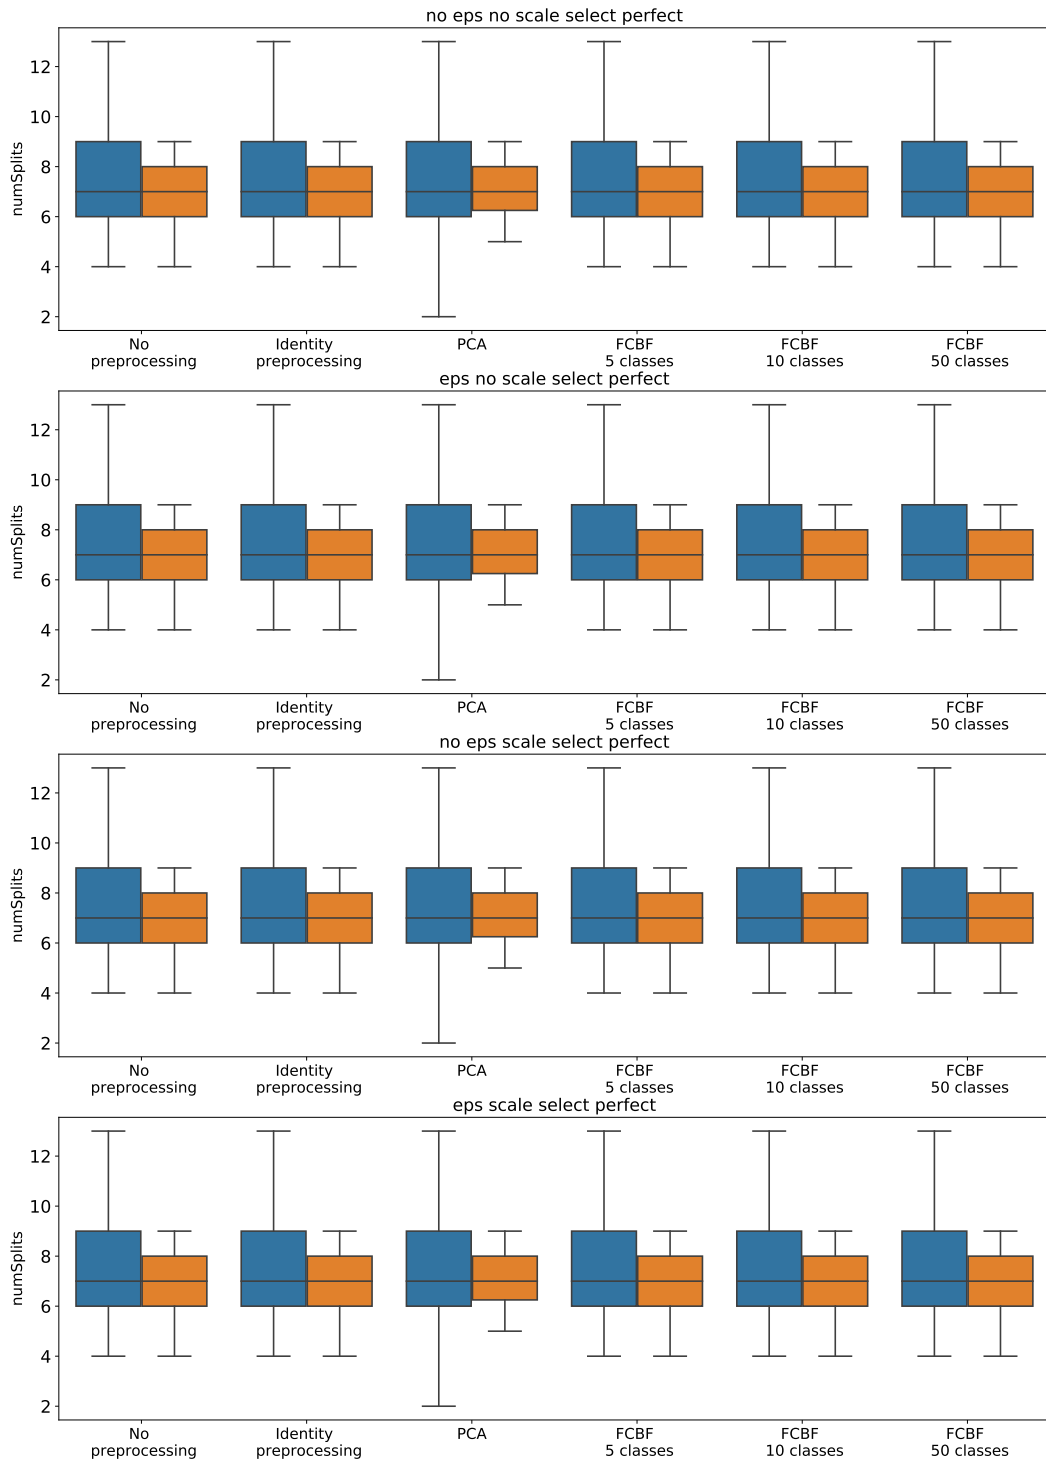 no eps no scale select perfect
numSplits
12
10
8
6
4
2
No preprocessing
Identity preprocessing
PCA
FCBF 5 classes
FCBF 10 classes
FCBF 50 classes
eps no scale select perfect
numSplits
12
10
8
6
4
2
No preprocessing
Identity preprocessing
PCA
FCBF 5 classes
FCBF 10 classes
FCBF 50 classes
no eps scale select perfect
numSplits
12
10
8
6
4
2
No preprocessing
Identity preprocessing
PCA
FCBF 5 classes
FCBF 10 classes
FCBF 50 classes
eps scale select perfect
numSplits
12
10
8
6
4
2
No preprocessing
Identity preprocessing
PCA
FCBF 5 classes
FCBF 10 classes
FCBF 50 classes